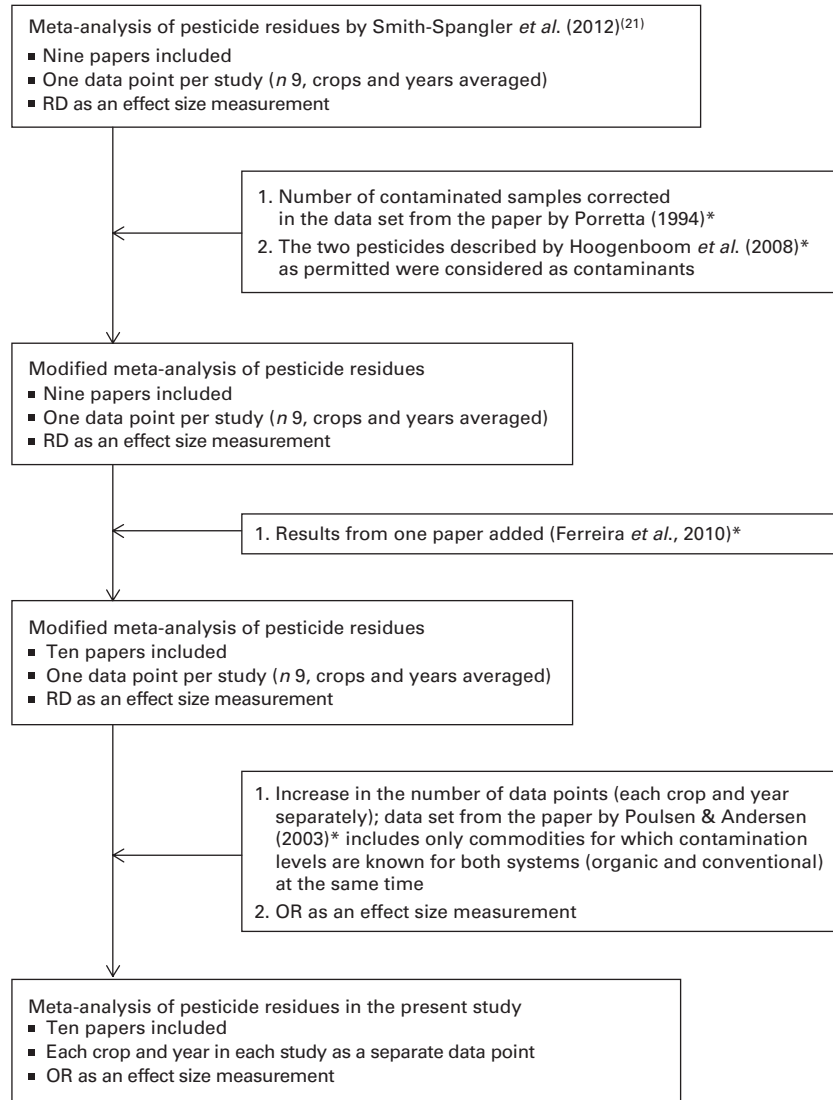 Meta-analysis of pesticide residues by Smith-Spangler et al. (2012)(21)
▪ Nine papers included
▪ One data point per study (n 9, crops and years averaged)
▪ RD as an effect size measurement
1. Number of contaminated samples corrected
in the data set from the paper by Porretta (1994)*
2. The two pesticides described by Hoogenboom et al. (2008)*
as permitted were considered as contaminants
Modified meta-analysis of pesticide residues
▪ Nine papers included
▪ One data point per study (n 9, crops and years averaged)
▪ RD as an effect size measurement
1. Results from one paper added (Ferreira et al., 2010)*
Modified meta-analysis of pesticide residues
▪ Ten papers included
▪ One data point per study (n 9, crops and years averaged)
▪ RD as an effect size measurement
1. Increase in the number of data points (each crop and year
separately); data set from the paper by Poulsen & Andersen
(2003)* includes only commodities for which contamination
levels are known for both systems (organic and conventional)
at the same time
2. OR as an effect size measurement
Meta-analysis of pesticide residues in the present study
▪ Ten papers included
▪ Each crop and year in each study as a separate data point
▪ OR as an effect size measurement